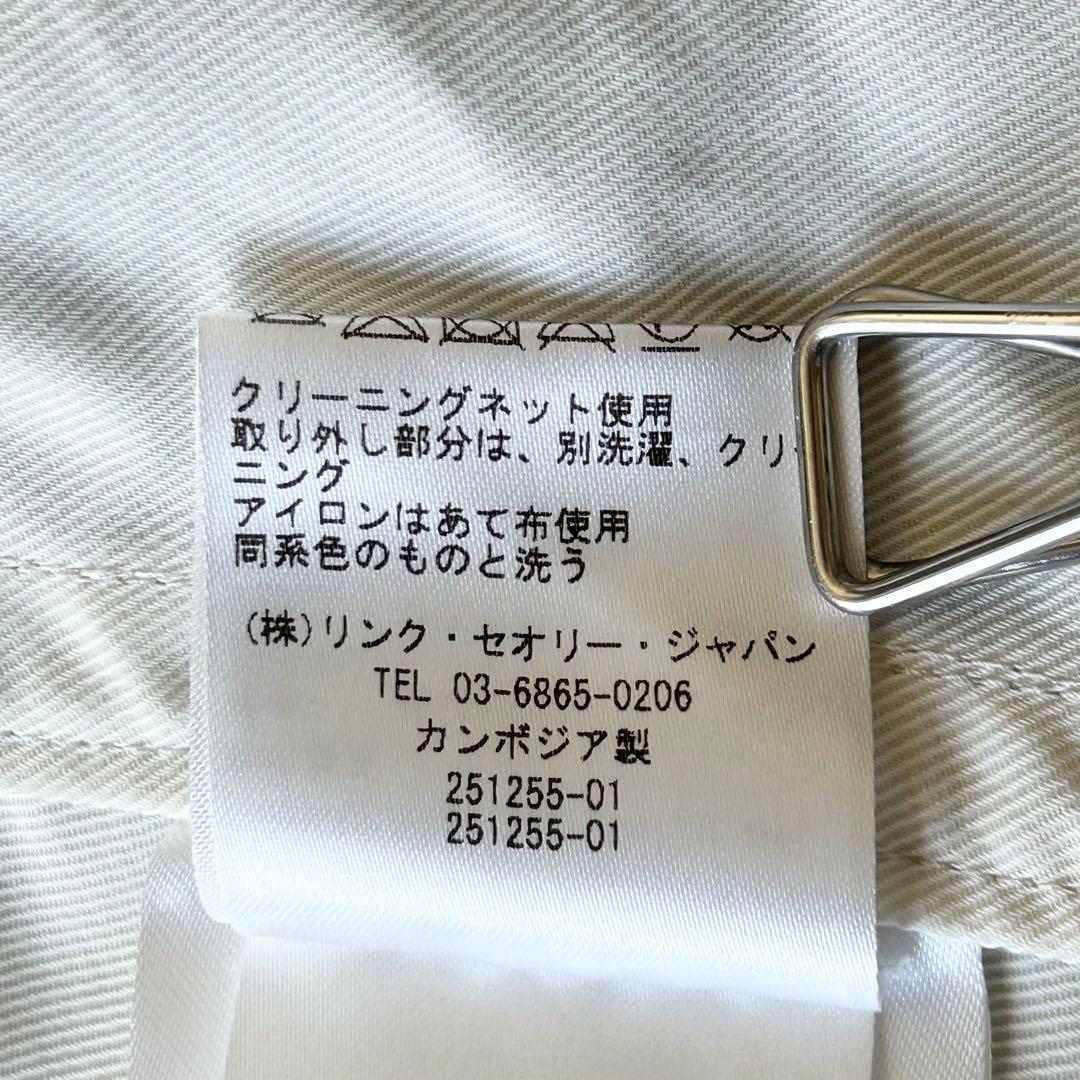 クリーニングネット使用
取り外し部分は、別洗濯、クリー
ニング
アイロンはあて布使用
同系色のものと洗う
(株)リンク・セオリー・ジャパン
TEL 03-6865-0206
カンボジア製
251255-01
251255-01